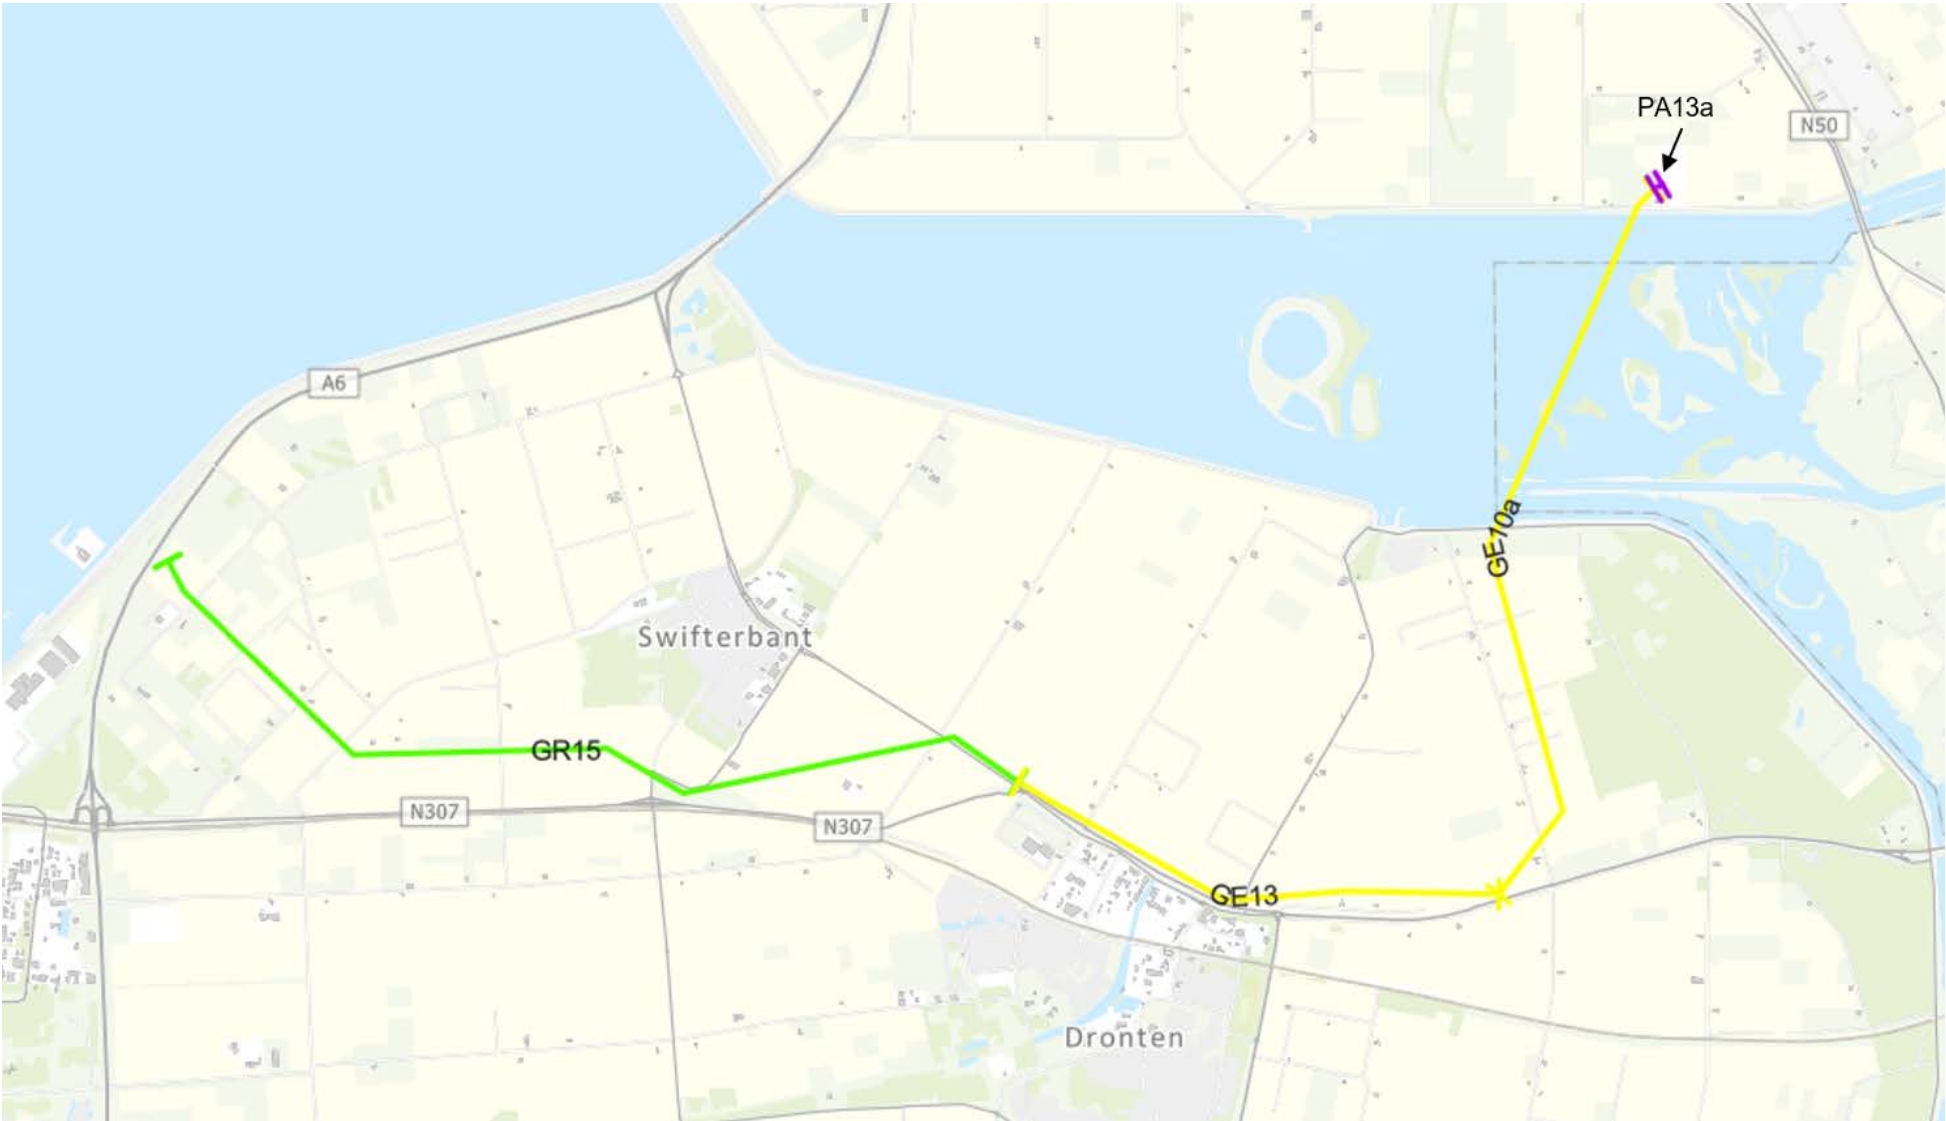 PA13a
N50
A6
GE10a
Swifterbant
GR15
N307
N307
GE13
Dronten